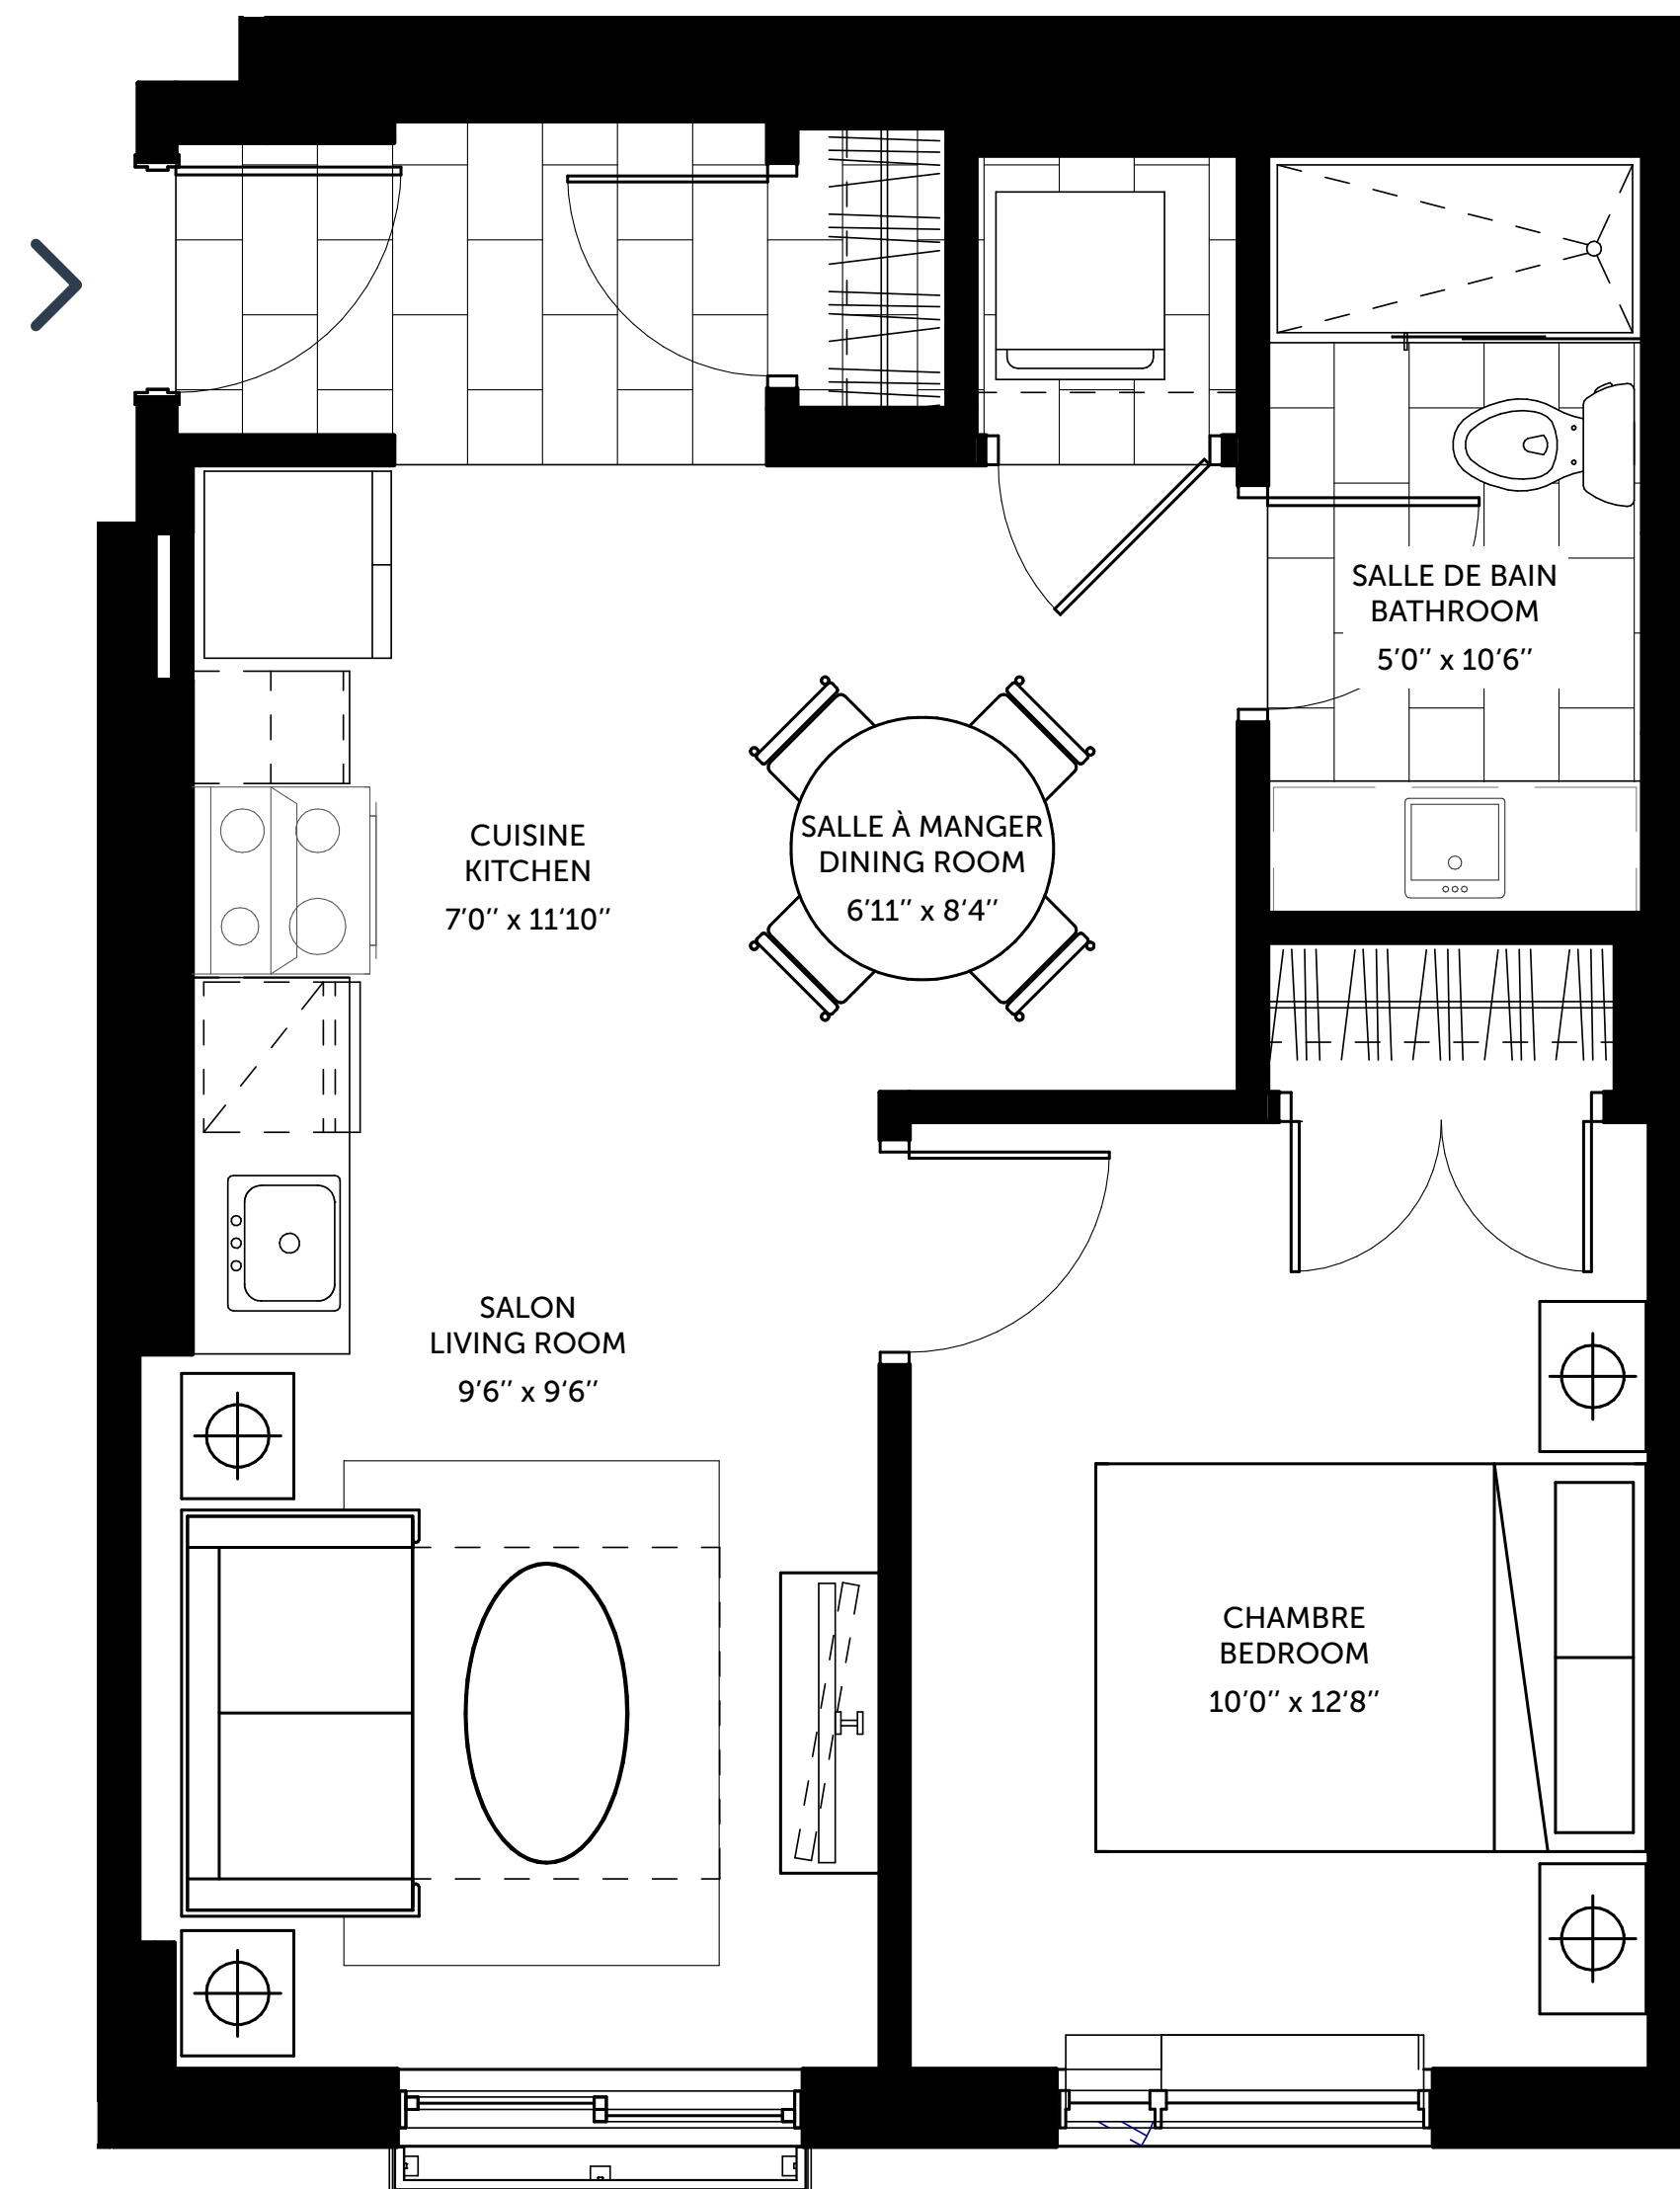 SALLE DE BAIN
BATHROOM
5’0’’ x 10‘6’’
CUISINE
KITCHEN
7’0’’ x 11‘10’’
SALLE À MANGER
DINING ROOM
6’11’’ x 8‘4’’
SALON
LIVING ROOM
9’6’’ x 9‘6’’
CHAMBRE
BEDROOM
10’0’’ x 12‘8’’